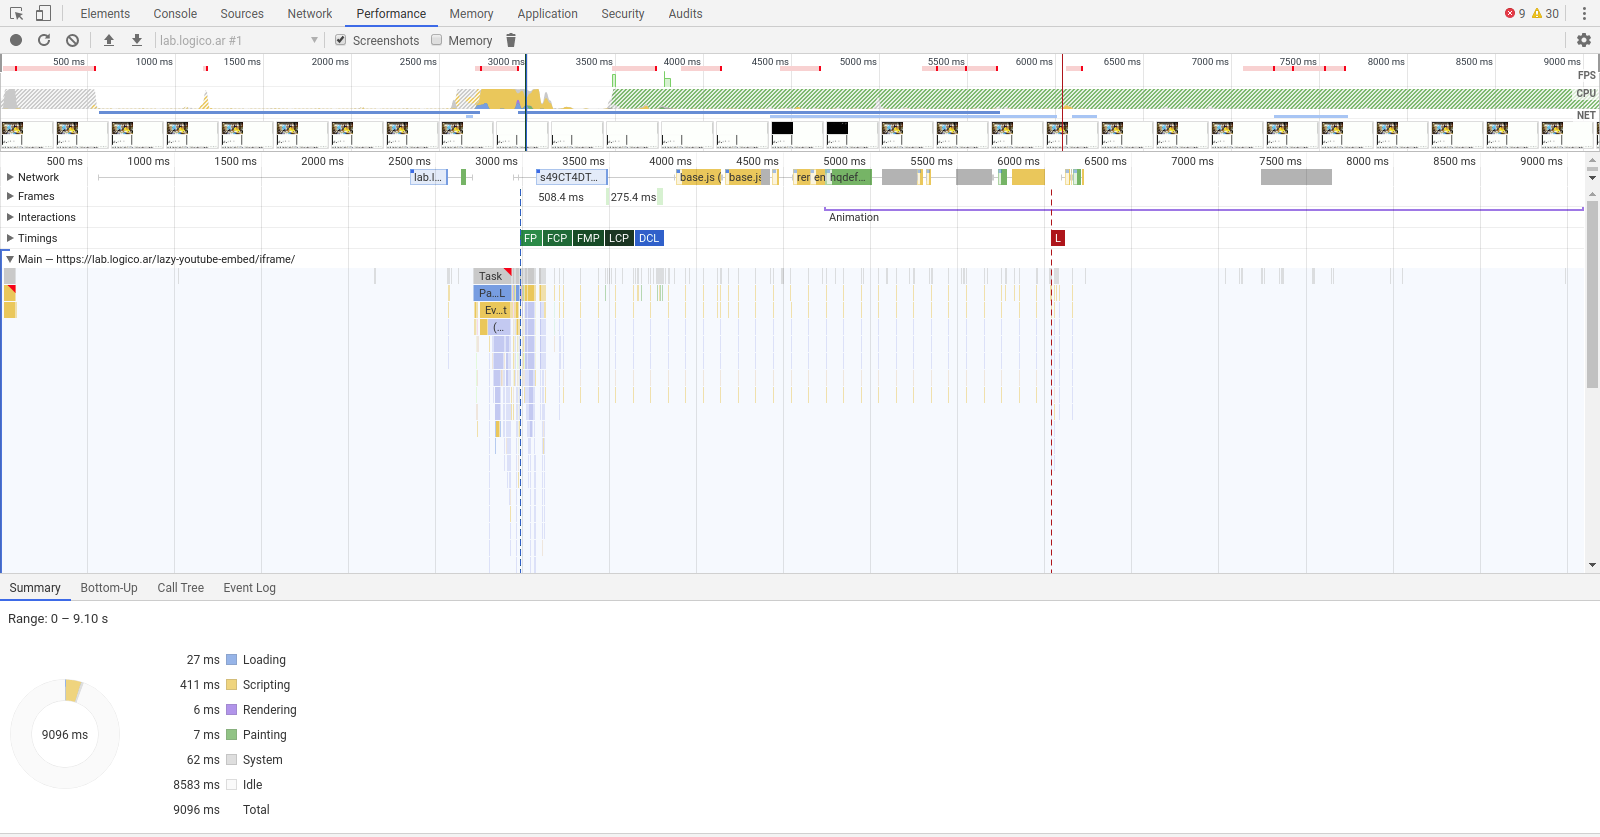 Elements Console Sources Network Performance Memory Application Security Audits 9 30
lab.logico.ar #1 Screenshots Memory
500 ms 1000 ms 1500 ms 2000 ms 2500 ms 3000 ms 3500 ms 4000 ms 4500 ms 5000 ms 5500 ms 6000 ms 6500 ms 7000 ms 7500 ms 8000 ms 8500 ms 9000 ms
FPS
CPU
NET
500 ms 1000 ms 1500 ms 2000 ms 2500 ms 3000 ms 3500 ms 4000 ms 4500 ms 5000 ms 5500 ms 6000 ms 6500 ms 7000 ms 7500 ms 8000 ms 8500 ms 9000 ms
Network lab.l... s49CT4DT... base.js ( base.js rer en hqdef...
Frames 508.4 ms 275.4 ms
Interactions Animation
Timings FP FCP FMP LCP DCL L
Main — https://lab.logico.ar/lazy-youtube-embed/iframe/
Task
Pa...L
Ev...t
(...
Summary Bottom-Up Call Tree Event Log
Range: 0 – 9.10 s
27 ms Loading
411 ms Scripting
6 ms Rendering
9096 ms
7 ms Painting
62 ms System
8583 ms Idle
9096 ms Total